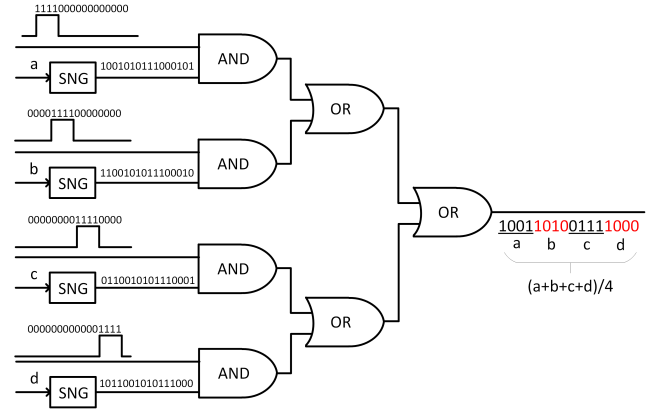 1111000000000000
a
SNG
1001010111000101
AND
0000111100000000
b
SNG
1100101011100010
AND
OR
0000000011110000
c
SNG
0110010101110001
AND
0000000000001111
d
SNG
1011001010111000
AND
OR
OR
1001101001111000
a b c d
(a+b+c+d)/4